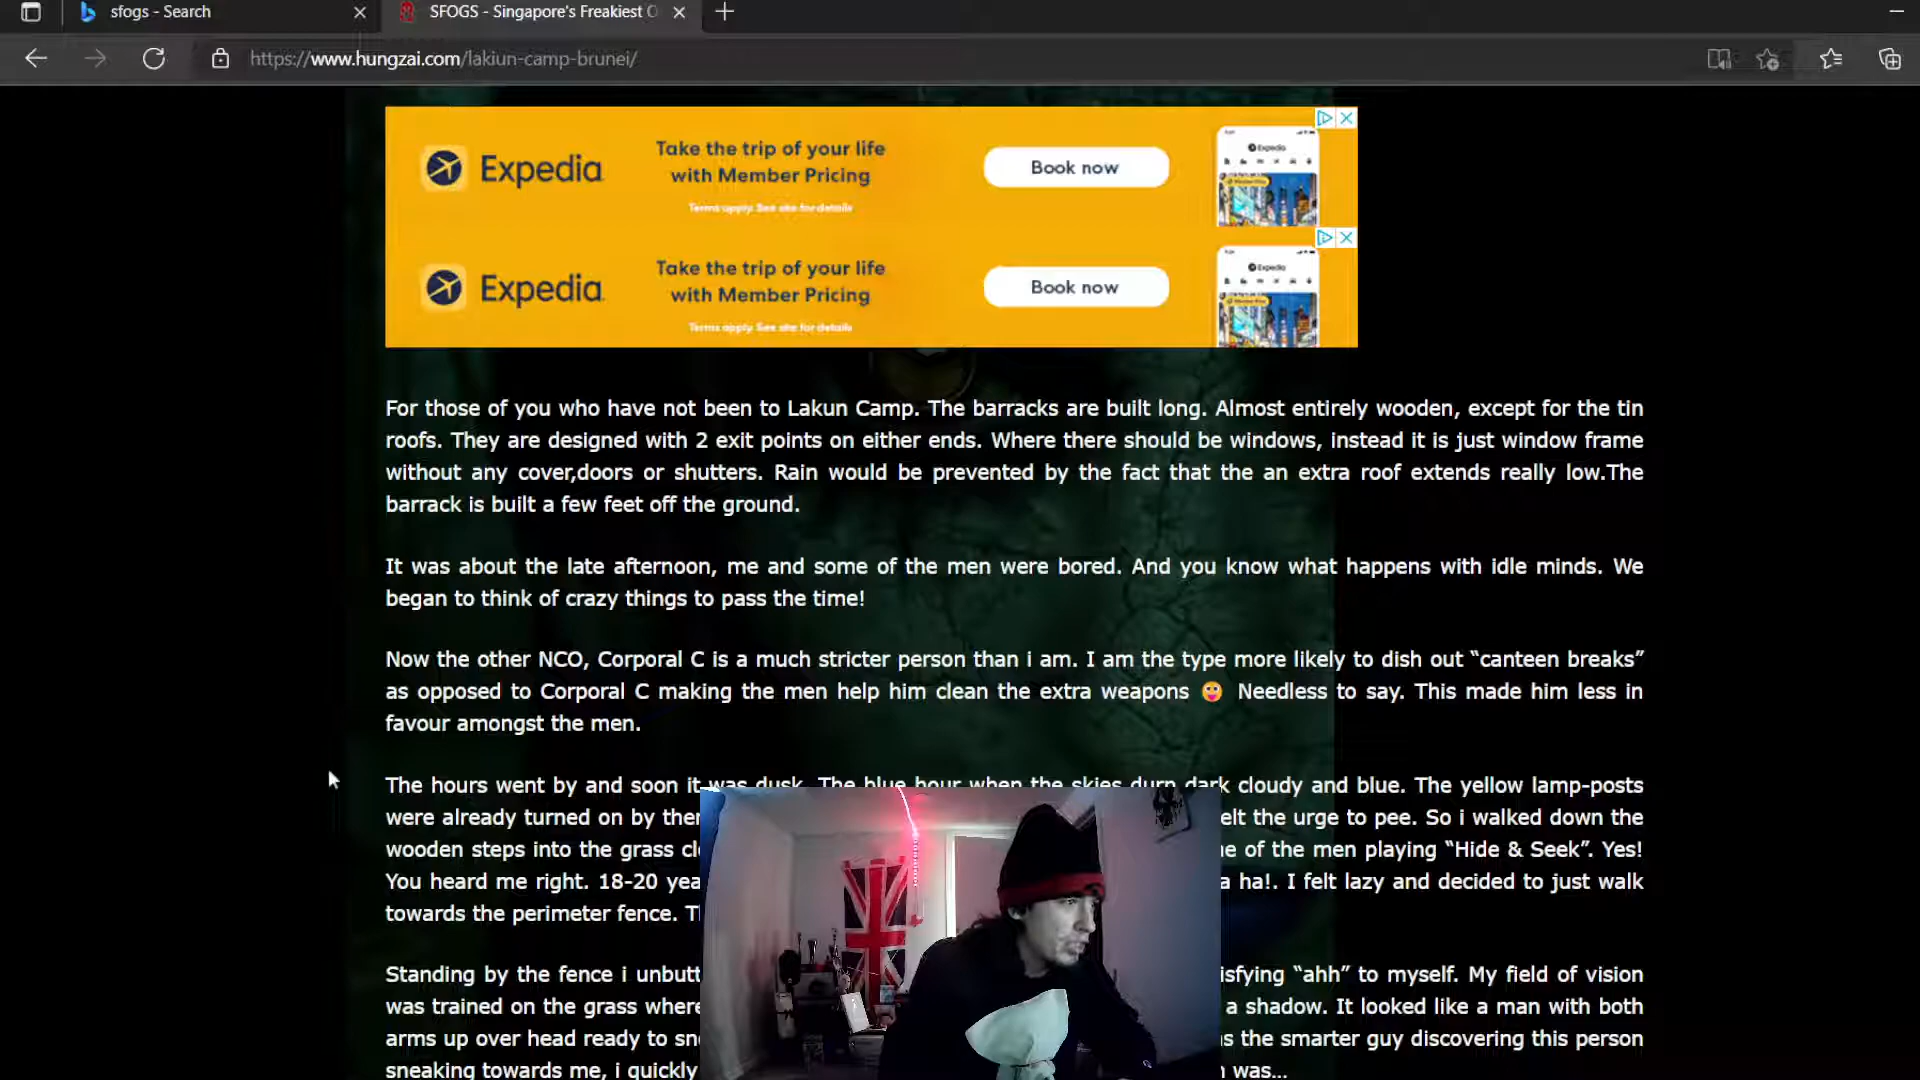 sfogs - Search
SFOGS - Singapore's Freakiest O
https://www.hungzai.com/lakiun-camp-brunei/
Expedia
Take the trip of your life
with Member Pricing
Terms apply. See site for details
Book now
Expedia
Expedia
Take the trip of your life
with Member Pricing
Terms apply. See site for details
Book now
Expedia
For those of you who have not been to Lakun Camp. The barracks are built long. Almost entirely wooden, except for the tin
roofs. They are designed with 2 exit points on either ends. Where there should be windows, instead it is just window frame
without any cover,doors or shutters. Rain would be prevented by the fact that the an extra roof extends really low.The
barrack is built a few feet off the ground.
It was about the late afternoon, me and some of the men were bored. And you know what happens with idle minds. We
began to think of crazy things to pass the time!
Now the other NCO, Corporal C is a much stricter person than i am. I am the type more likely to dish out “canteen breaks”
as opposed to Corporal C making the men help him clean the extra weapons Needless to say. This made him less in
favour amongst the men.
The hours went by and soon it was dusk. The blue hour when the skies durn dark cloudy and blue. The yellow lamp-posts
were already turned on by ther elt the urge to pee. So i walked down the
wooden steps into the grass cl e of the men playing “Hide & Seek”. Yes!
You heard me right. 18-20 yea a ha!. I felt lazy and decided to just walk
towards the perimeter fence. T
Standing by the fence i unbutt isfying “ahh” to myself. My field of vision
was trained on the grass where a shadow. It looked like a man with both
arms up over head ready to sn s the smarter guy discovering this person
sneaking towards me, i quickly was...